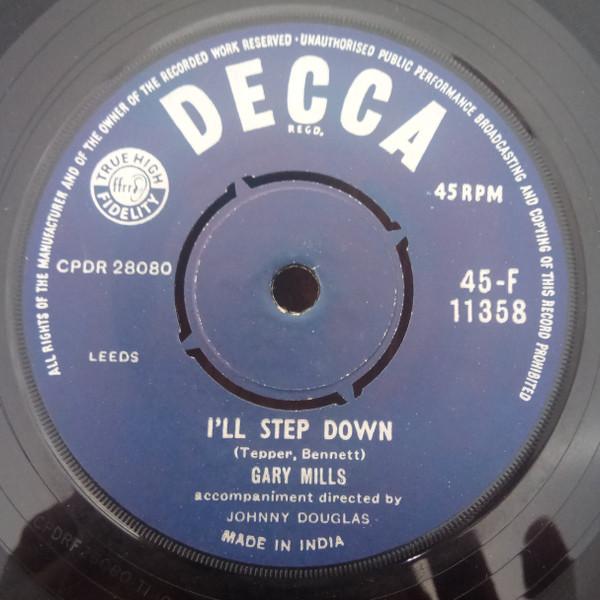 ALL RIGHTS OF THE MANUFACTURER AND OF THE OWNER OF THE RECORDED WORK RESERVED · UNAUTHORISED PUBLIC PERFORMANCE BROADCASTING AND COPYING OF THIS RECORD PROHIBITED
DECCA
REGD.
TRUE HIGH
ffrr
FIDELITY
45 RPM
CPDR 28080
45-F
11358
LEEDS
I'LL STEP DOWN
(Tepper, Bennett)
GARY MILLS
accompaniment directed by
JOHNNY DOUGLAS
MADE IN INDIA